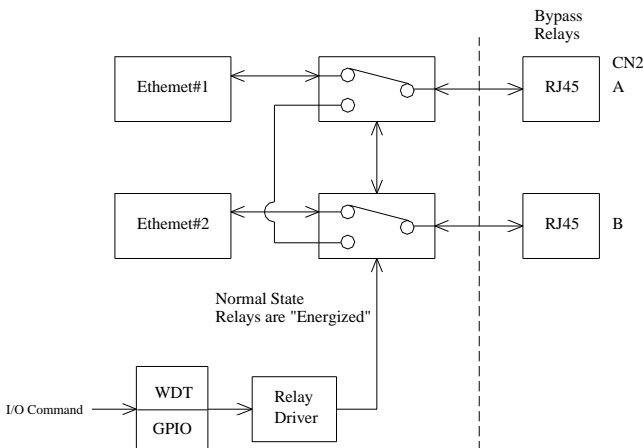 Bypass
Relays
CN2
Ethemet#1
RJ45
A
Ethemet#2
RJ45
B
Normal State
Relays are "Energized"
I/O Command
WDT
GPIO
Relay
Driver